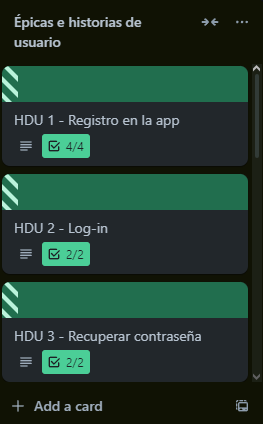 Épicas e historias de
usuario
HDU 1 - Registro en la app
4/4
HDU 2 - Log-in
2/2
HDU 3 - Recuperar contraseña
2/2
Add a card